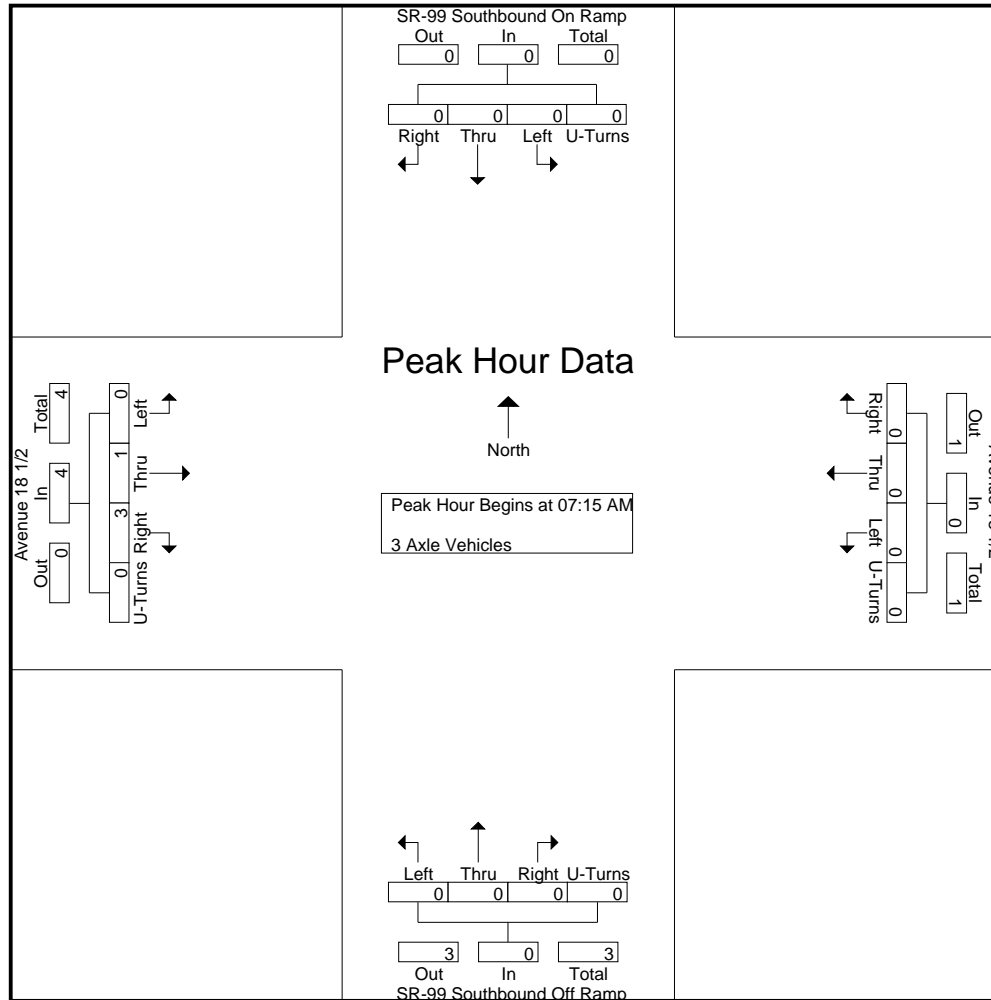 SR-99 Southbound On Ramp
Out In Total
0 0 0
0 0 0 0
Right Thru Left U-Turns
Peak Hour Data
North
Peak Hour Begins at 07:15 AM
3 Axle Vehicles
Avenue 18 1/2
Total In Out
4 4 0
0 1 3 0
Left Thru Right U-Turns
Right Thru Left U-Turns
0 0 0 0
1 0 1
Out In Total
Left Thru Right U-Turns
0 0 0 0
3 0 3
Out In Total
SR-99 Southbound Off Ramp